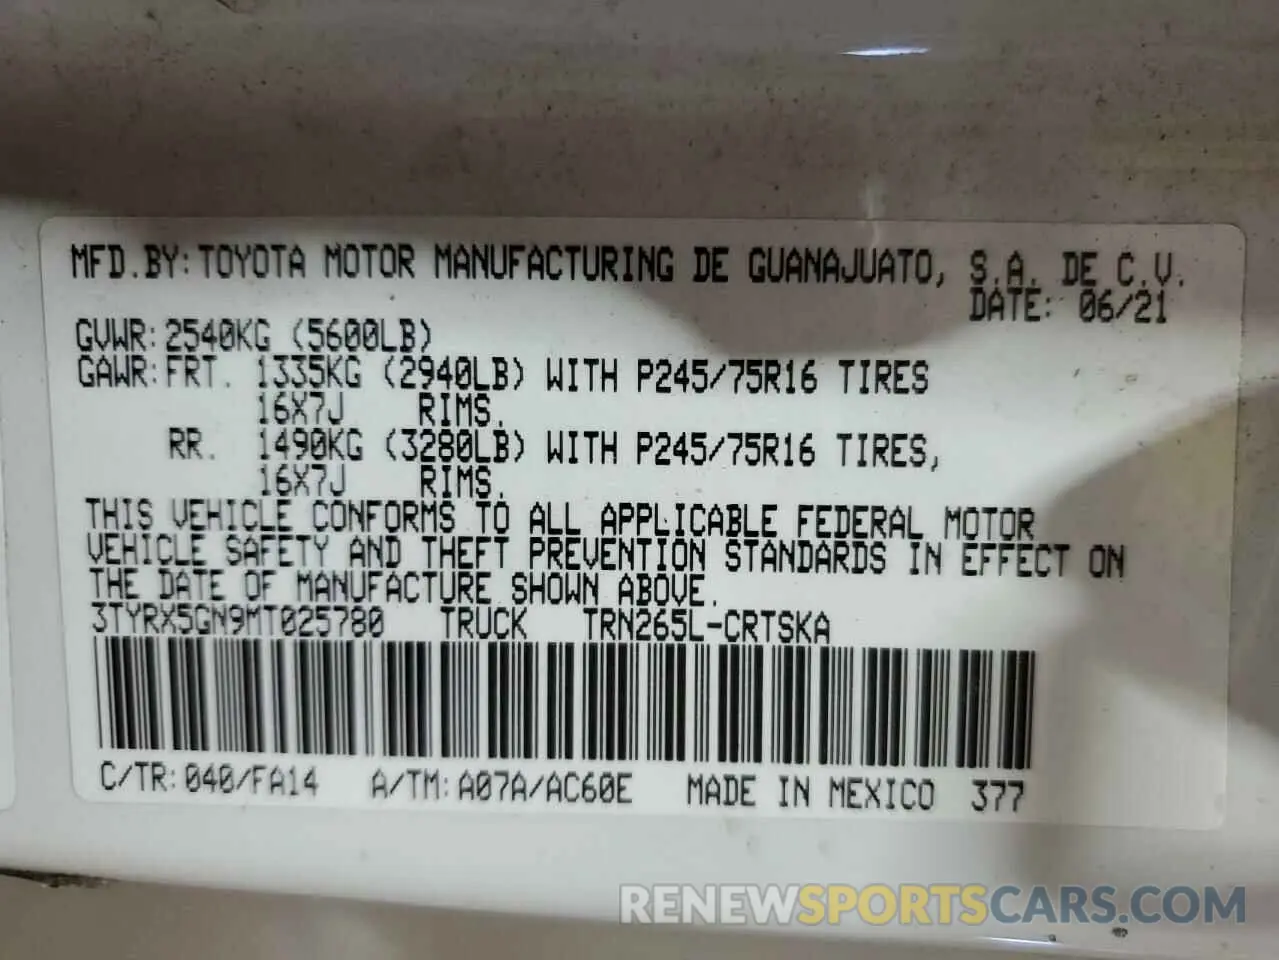 MFD.BY:TOYOTA MOTOR MANUFACTURING DE GUANAJUATO, S.A. DE C.V.
DATE: 06/21
GVWR:2540KG (5600LB)
GAWR:FRT. 1335KG (2940LB) WITH P245/75R16 TIRES
16X7J RIMS.
RR. 1490KG (3280LB) WITH P245/75R16 TIRES,
16X7J RIMS.
THIS VEHICLE CONFORMS TO ALL APPLICABLE FEDERAL MOTOR
VEHICLE SAFETY AND THEFT PREVENTION STANDARDS IN EFFECT ON
THE DATE OF MANUFACTURE SHOWN ABOVE.
3TYRX5GN9MT025780 TRUCK TRN265L-CRTSKA
C/TR:040/FA14 A/TM:A07A/AC60E MADE IN MEXICO 377
RENEWSPORTSCARS.COM